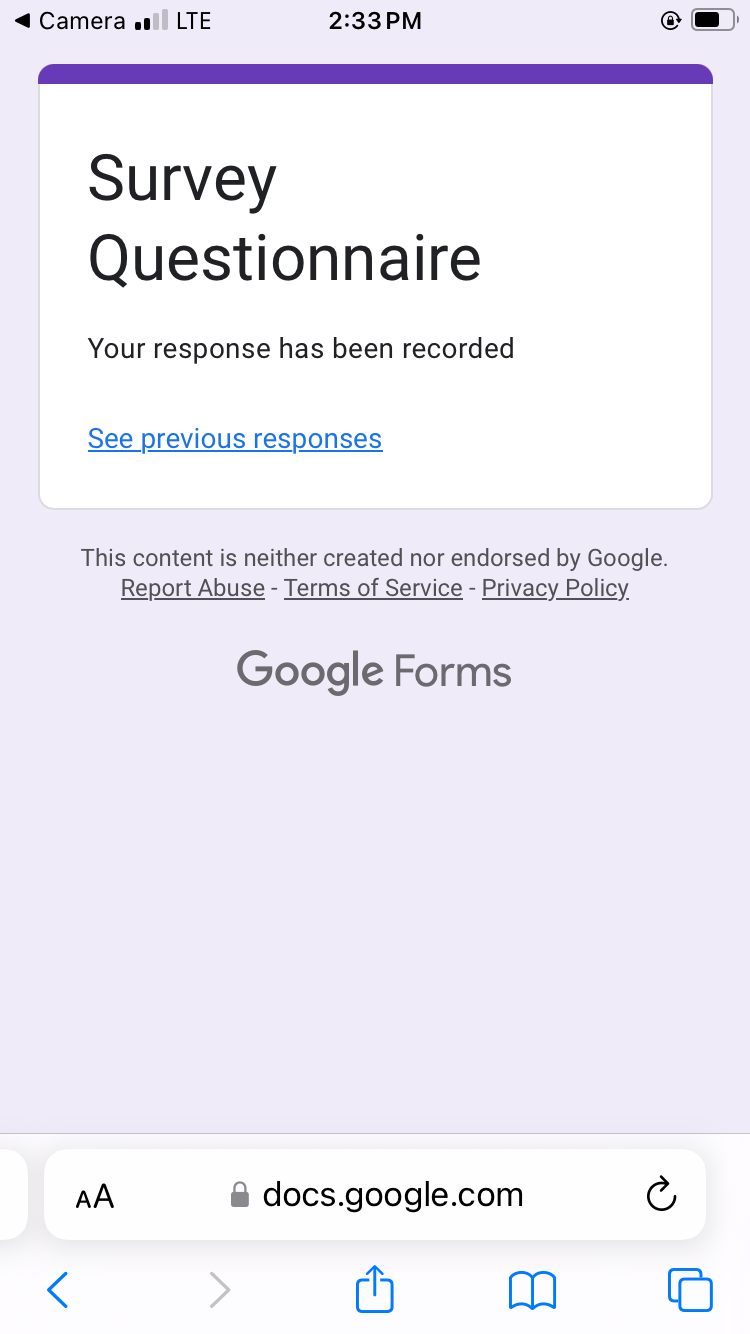 Camera LTE 2:33 PM
Survey
Questionnaire
Your response has been recorded
See previous responses
This content is neither created nor endorsed by Google.
Report Abuse - Terms of Service - Privacy Policy
Google Forms
AA docs.google.com